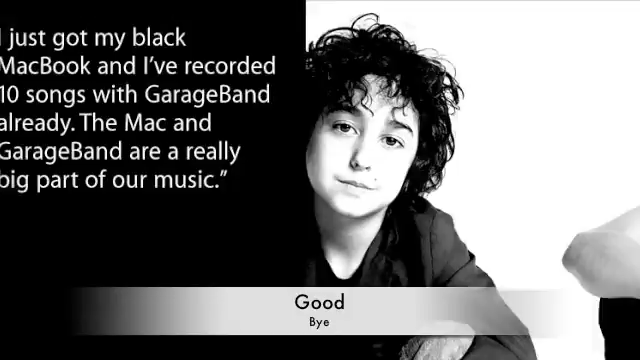 I just got my black
MacBook and I’ve recorded
10 songs with GarageBand
already. The Mac and
GarageBand are a really
big part of our music.”
Good
Bye